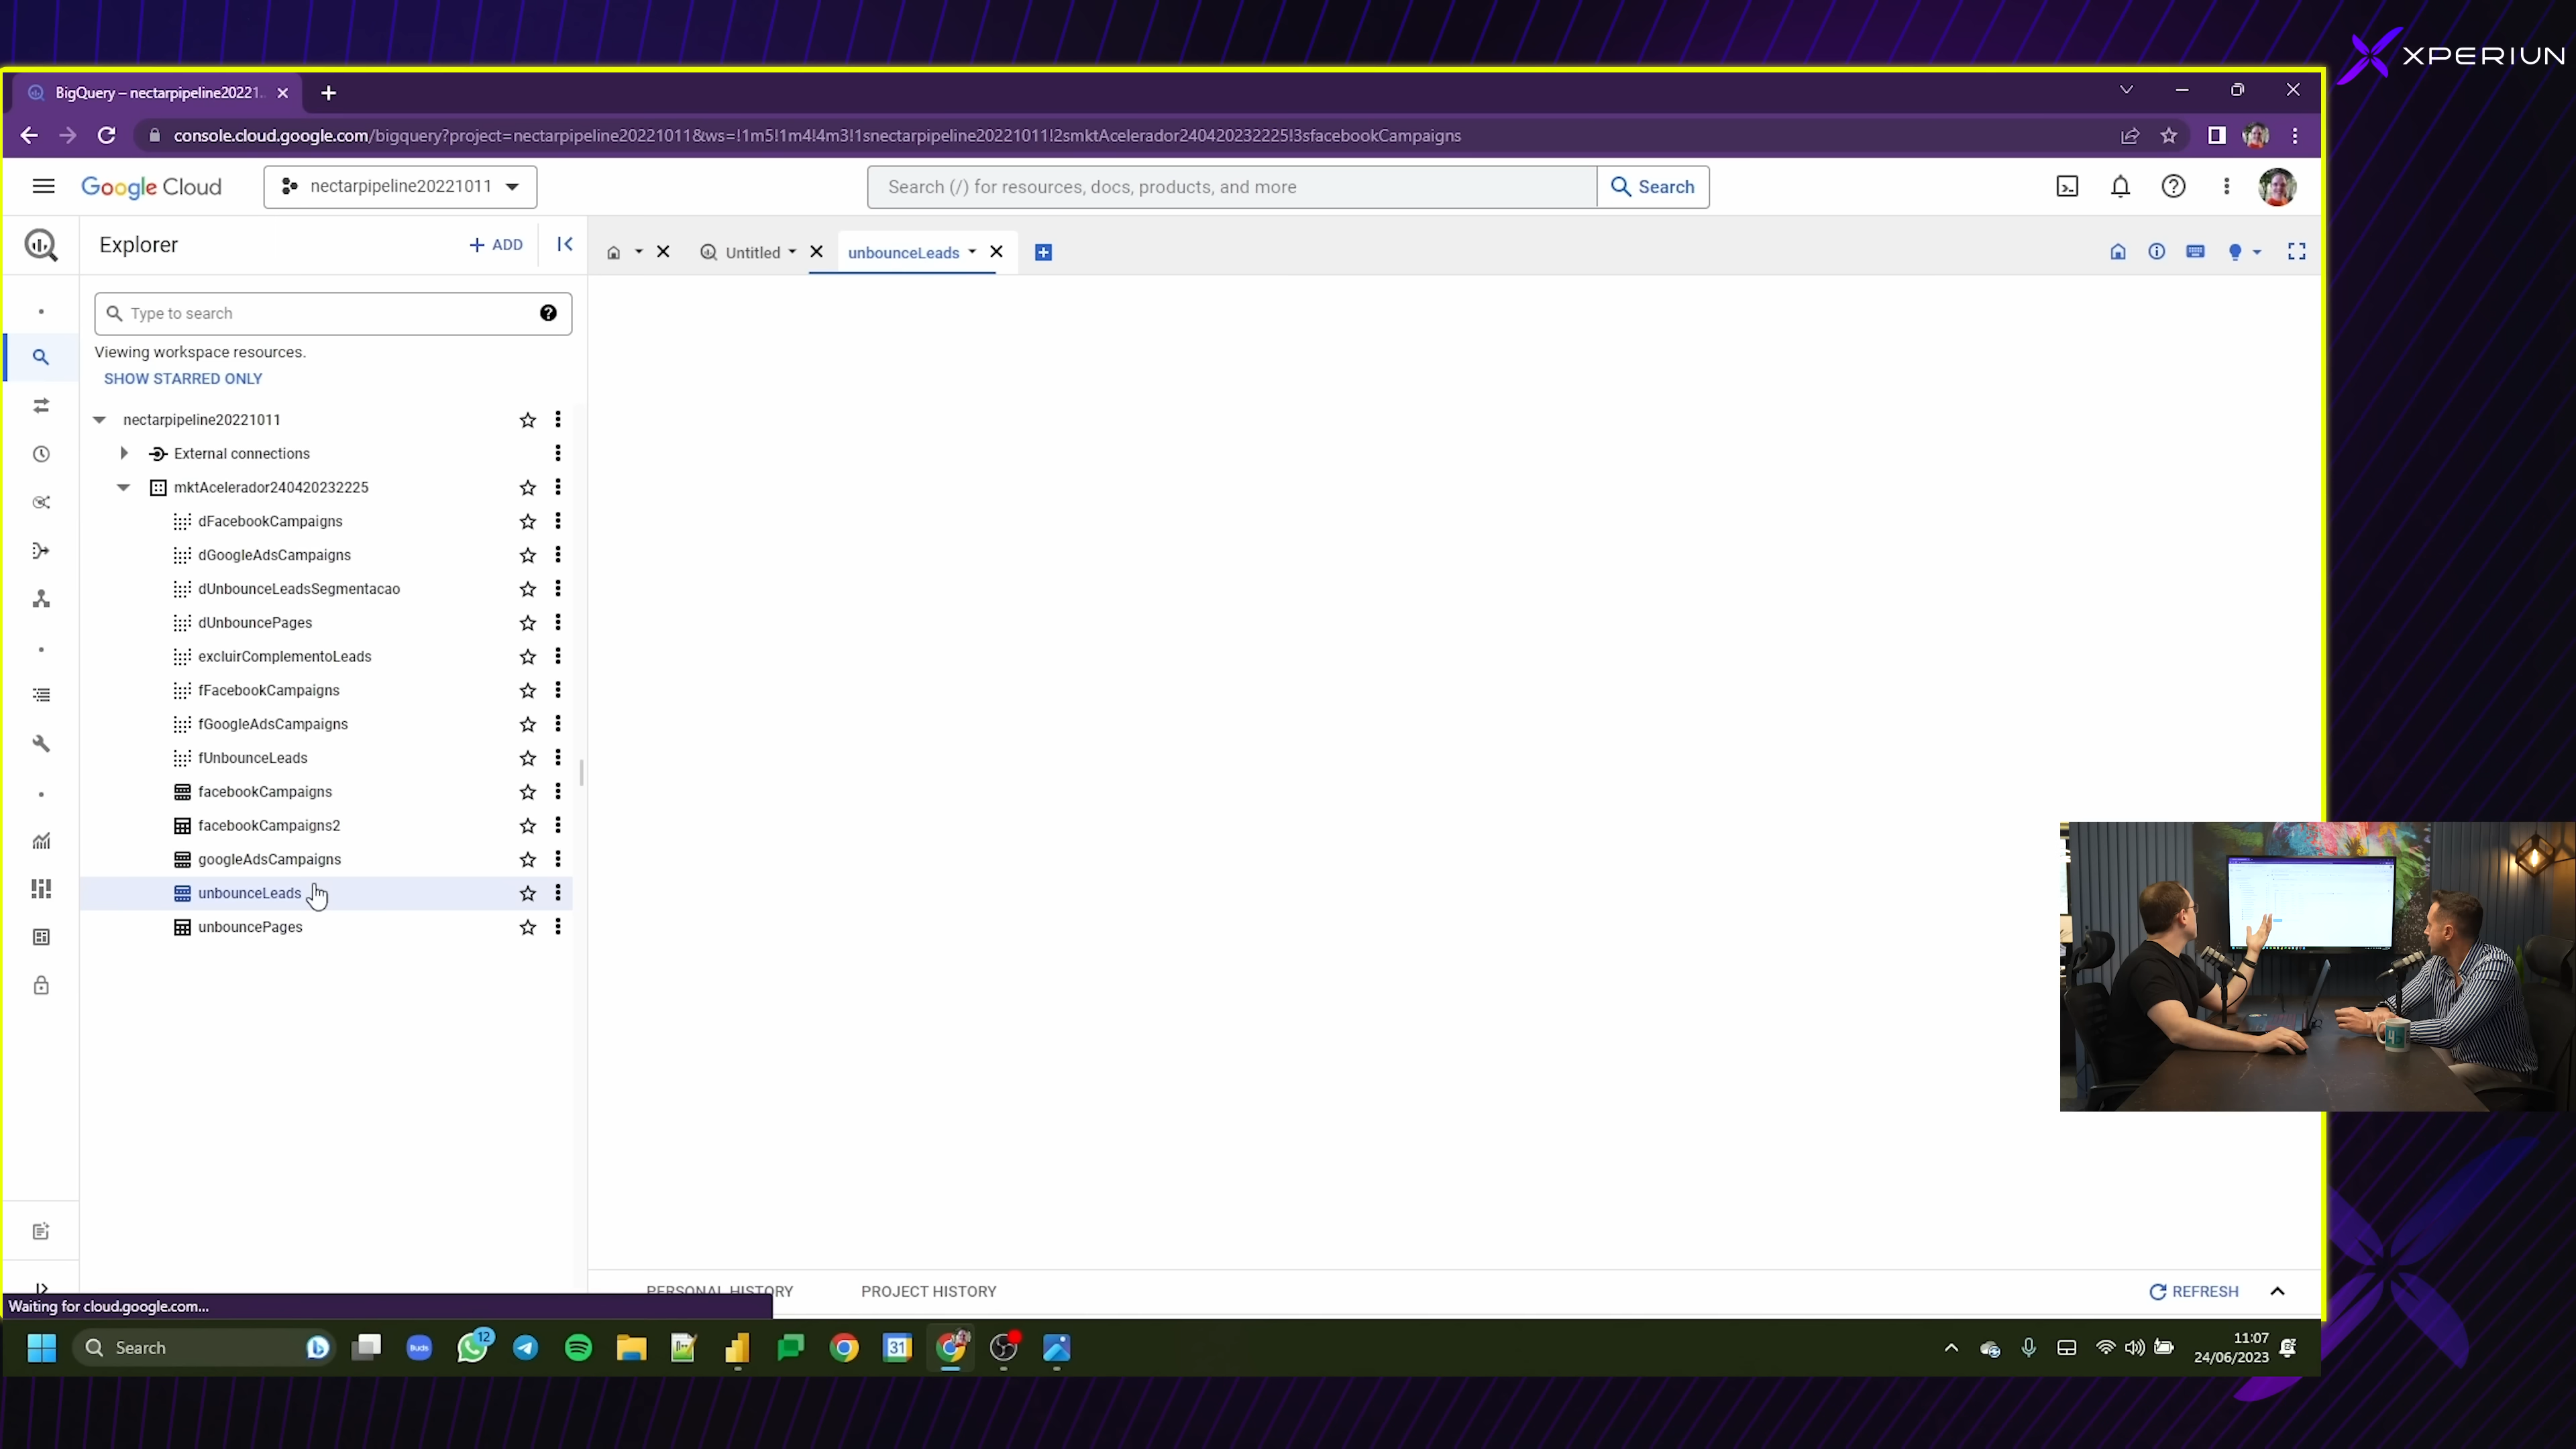 XPERIUN
BigQuery – nectarpipeline20221
console.cloud.google.com/bigquery?project=nectarpipeline20221011&ws=!1m5!1m4!4m3!1snectarpipeline20221011!2smktAcelerador240420232225!3sfacebookCampaigns
Google Cloud
nectarpipeline20221011
Search (/) for resources, docs, products, and more
Search
Explorer
+ ADD
Untitled
unbounceLeads
Type to search
Viewing workspace resources.
SHOW STARRED ONLY
nectarpipeline20221011
External connections
mktAcelerador240420232225
dFacebookCampaigns
dGoogleAdsCampaigns
dUnbounceLeadsSegmentacao
dUnbouncePages
excluirComplementoLeads
fFacebookCampaigns
fGoogleAdsCampaigns
fUnbounceLeads
facebookCampaigns
facebookCampaigns2
googleAdsCampaigns
unbounceLeads
unbouncePages
PERSONAL HISTORY
PROJECT HISTORY
REFRESH
Waiting for cloud.google.com...
Search
Buds
12
31
11:07
24/06/2023